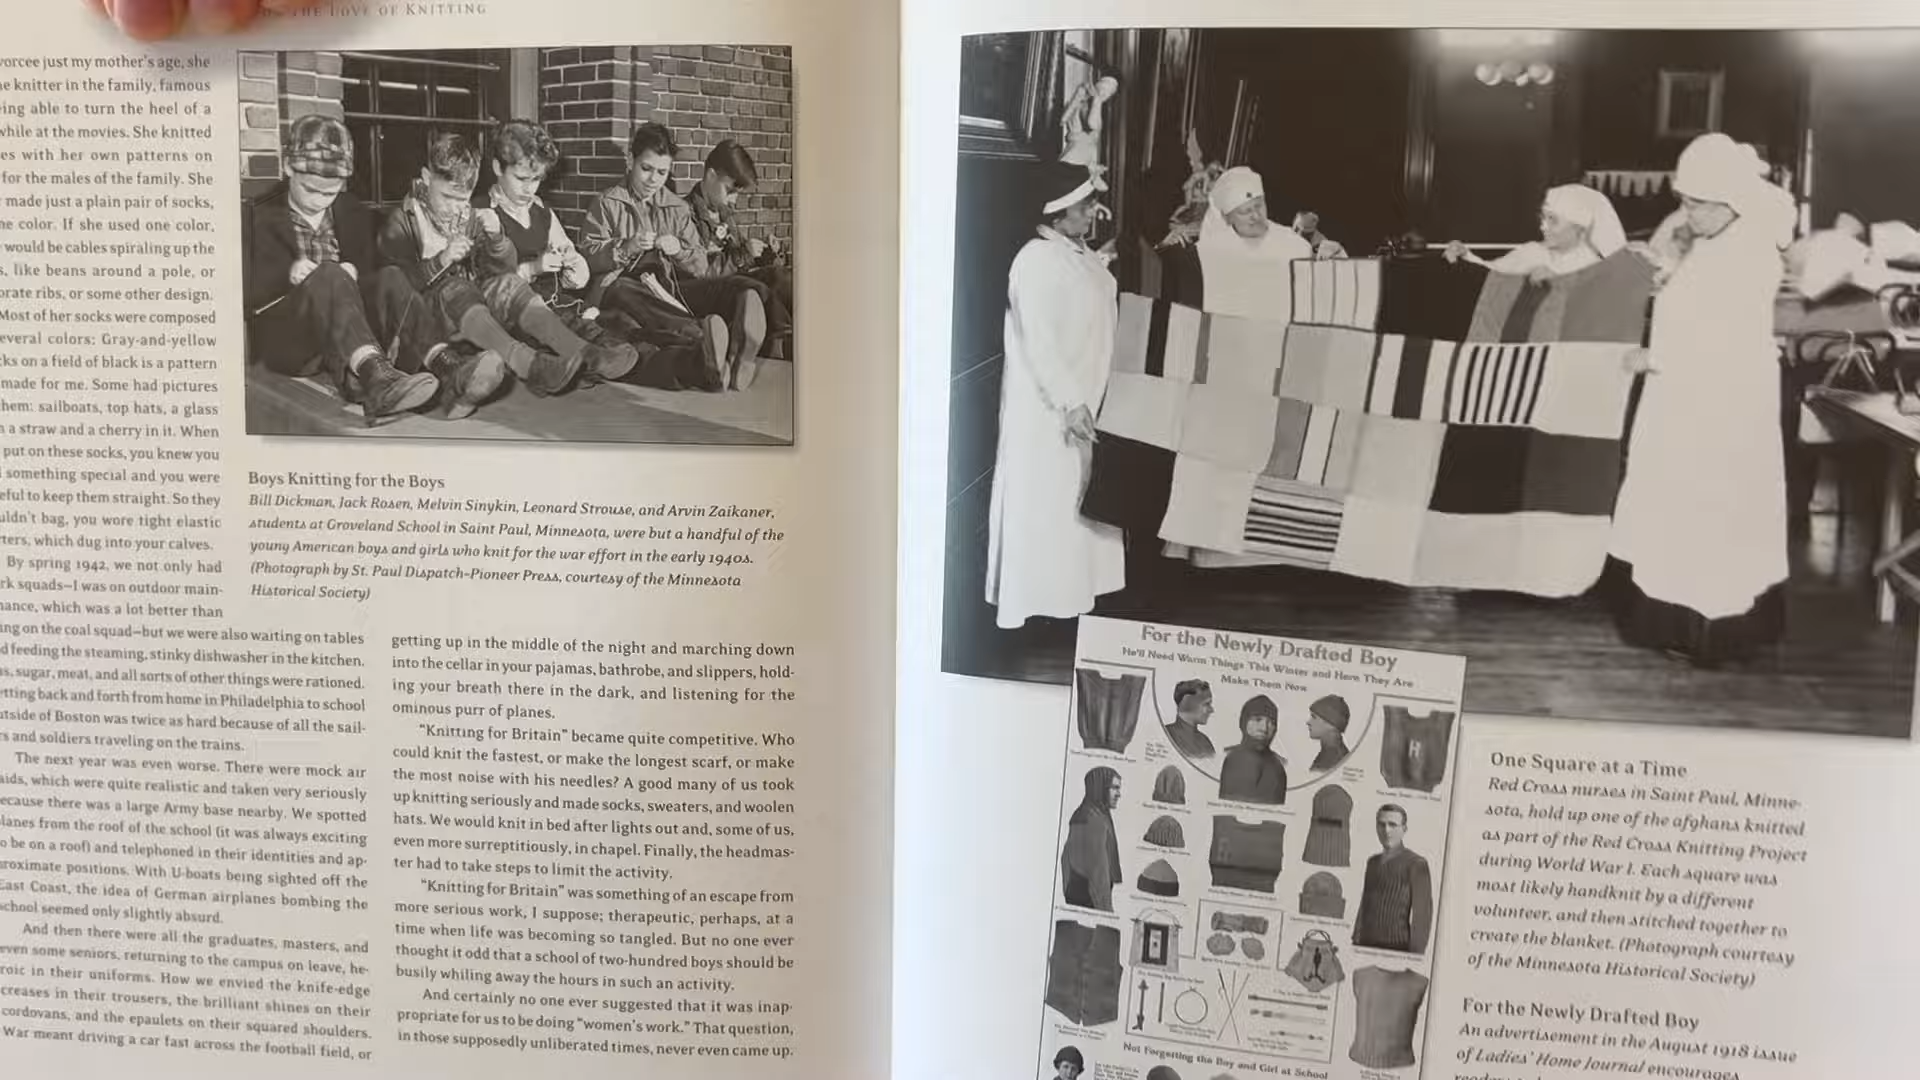 THE LOVE OF KNITTING
vorcee just my mother's age, she
he knitter in the family, famous
eing able to turn the heel of a
while at the movies. She knitted
es with her own patterns on
for the males of the family. She
made just a plain pair of socks,
ne color. If she used one color,
would be cables spiraling up the
s, like beans around a pole, or
orate ribs, or some other design.
Most of her socks were composed
everal colors: Gray-and-yellow
cks on a field of black is a pattern
made for me. Some had pictures
hem: sailboats, top hats, a glass
a straw and a cherry in it. When
put on these socks, you knew you
something special and you were
eful to keep them straight. So they
uldn't bag, you wore tight elastic
rters, which dug into your calves.
By spring 1942, we not only had
rk squads—I was on outdoor main-
nance, which was a lot better than
ing on the coal squad—but we were also waiting on tables
d feeding the steaming, stinky dishwasher in the kitchen.
as, sugar, meat, and all sorts of other things were rationed.
etting back and forth from home in Philadelphia to school
utside of Boston was twice as hard because of all the sail-
rs and soldiers traveling on the trains.
The next year was even worse. There were mock air
aids, which were quite realistic and taken very seriously
ecause there was a large Army base nearby. We spotted
lanes from the roof of the school (it was always exciting
o be on a roof) and telephoned in their identities and ap-
proximate positions. With U-boats being sighted off the
East Coast, the idea of German airplanes bombing the
school seemed only slightly absurd.
And then there were all the graduates, masters, and
even some seniors, returning to the campus on leave, he-
roic in their uniforms. How we envied the knife-edge
creases in their trousers, the brilliant shines on their
cordovans, and the epaulets on their squared shoulders.
War meant driving a car fast across the football field, or
Boys Knitting for the Boys
Bill Dickman, Jack Rosen, Melvin Sinykin, Leonard Strouse, and Arvin Zaikaner,
students at Groveland School in Saint Paul, Minnesota, were but a handful of the
young American boys and girls who knit for the war effort in the early 1940s.
(Photograph by St. Paul Dispatch-Pioneer Press, courtesy of the Minnesota
Historical Society)
getting up in the middle of the night and marching down
into the cellar in your pajamas, bathrobe, and slippers, hold-
ing your breath there in the dark, and listening for the
ominous purr of planes.
"Knitting for Britain" became quite competitive. Who
could knit the fastest, or make the longest scarf, or make
the most noise with his needles? A good many of us took
up knitting seriously and made socks, sweaters, and woolen
hats. We would knit in bed after lights out and, some of us,
even more surreptitiously, in chapel. Finally, the headmas-
ter had to take steps to limit the activity.
"Knitting for Britain" was something of an escape from
more serious work, I suppose; therapeutic, perhaps, at a
time when life was becoming so tangled. But no one ever
thought it odd that a school of two-hundred boys should be
busily whiling away the hours in such an activity.
And certainly no one ever suggested that it was inap-
propriate for us to be doing "women's work." That question,
in those supposedly unliberated times, never even came up.
For the Newly Drafted Boy
He'll Need Warm Things This Winter and Here They Are
Make Them Now
H
Not Forgetting the Boy and Girl at School
One Square at a Time
Red Cross nurses in Saint Paul, Minne-
sota, hold up one of the afghans knitted
as part of the Red Cross Knitting Project
during World War I. Each square was
most likely handknit by a different
volunteer, and then stitched together to
create the blanket. (Photograph courtesy
of the Minnesota Historical Society)
For the Newly Drafted Boy
An advertisement in the August 1918 issue
of Ladies' Home Journal encourages